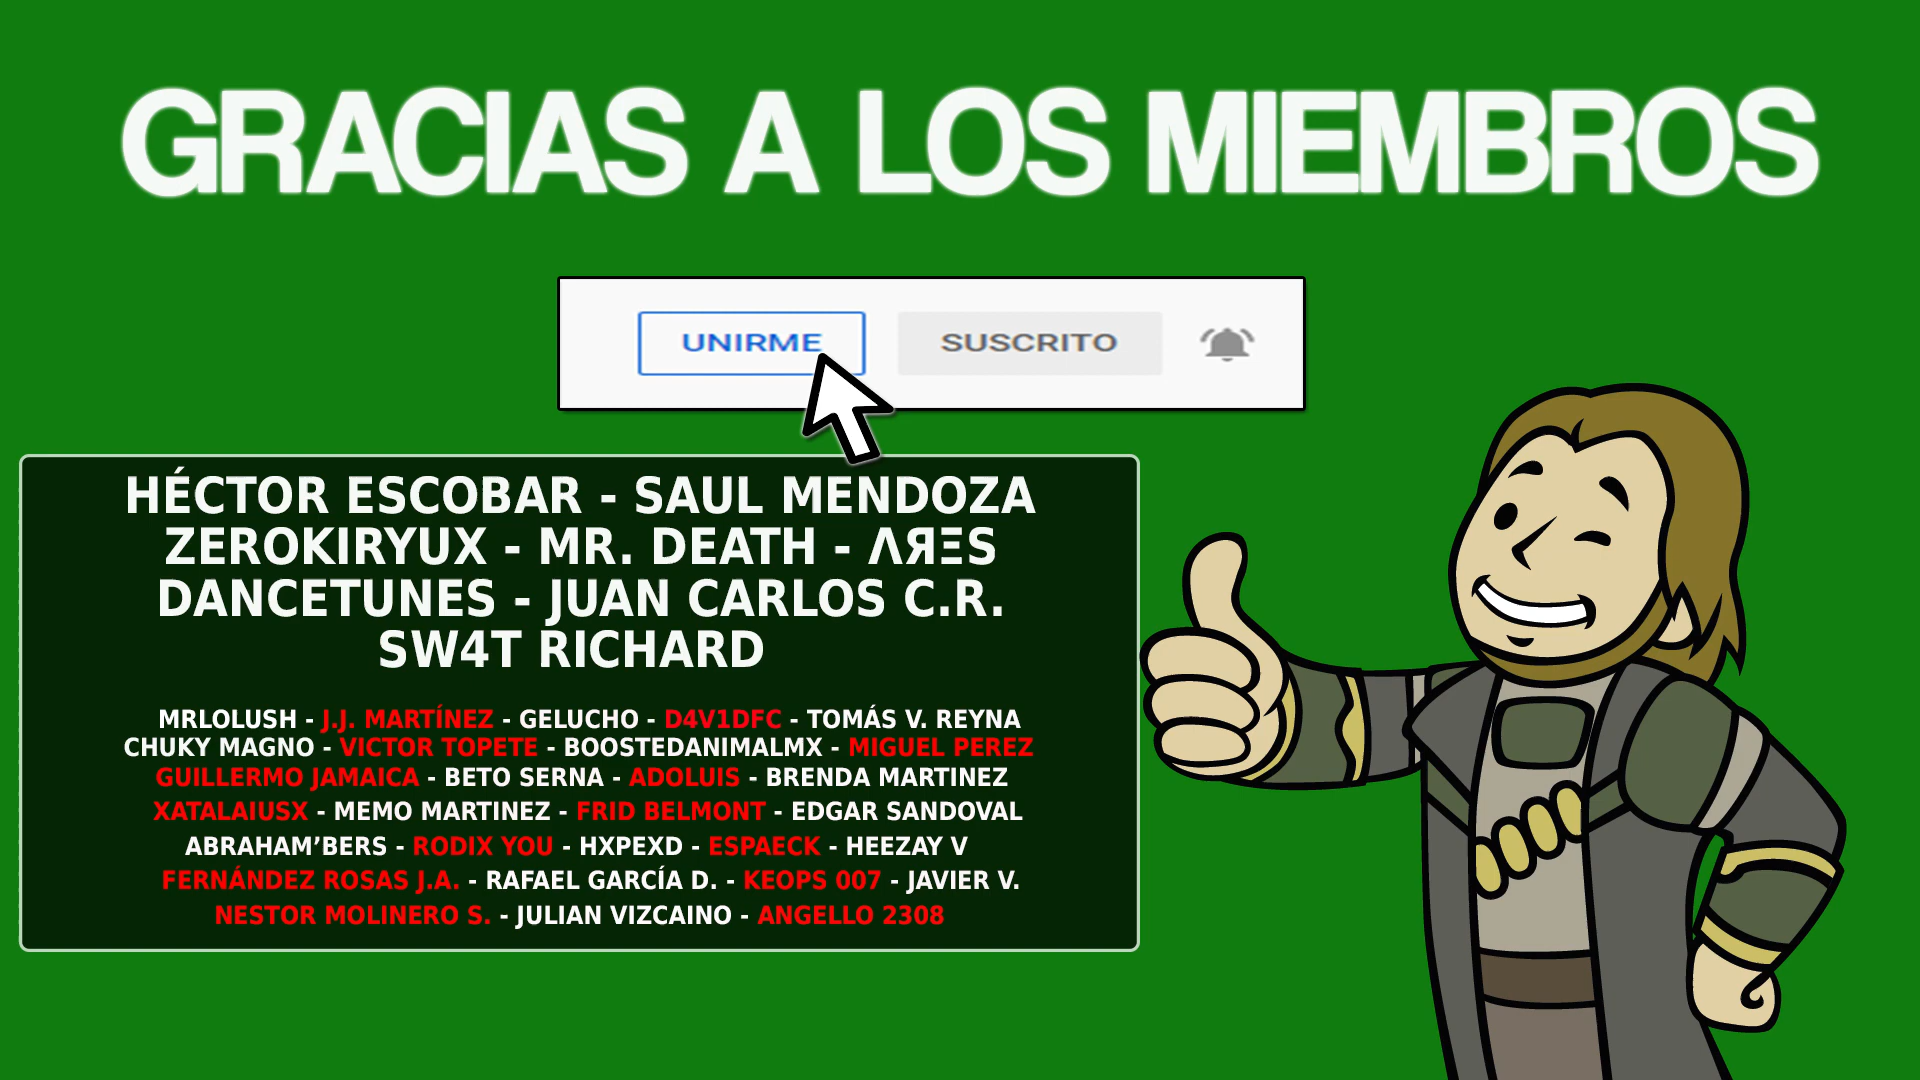 GRACIAS A LOS MIEMBROS
UNIRME SUSCRITO
HÉCTOR ESCOBAR - SAUL MENDOZA
ZEROKIRYUX - MR. DEATH - ΛЯΞS
DANCETUNES - JUAN CARLOS C.R.
SW4T RICHARD
MRLOLUSH - J.J. MARTÍNEZ - GELUCHO - D4V1DFC - TOMÁS V. REYNA
CHUKY MAGNO - VICTOR TOPETE - BOOSTEDANIMALMX - MIGUEL PEREZ
GUILLERMO JAMAICA - BETO SERNA - ADOLUIS - BRENDA MARTINEZ
XATALAIUSX - MEMO MARTINEZ - FRID BELMONT - EDGAR SANDOVAL
ABRAHAM’BERS - RODIX YOU - HXPEXD - ESPAECK - HEEZAY V
FERNÁNDEZ ROSAS J.A. - RAFAEL GARCÍA D. - KEOPS 007 - JAVIER V.
NESTOR MOLINERO S. - JULIAN VIZCAINO - ANGELLO 2308